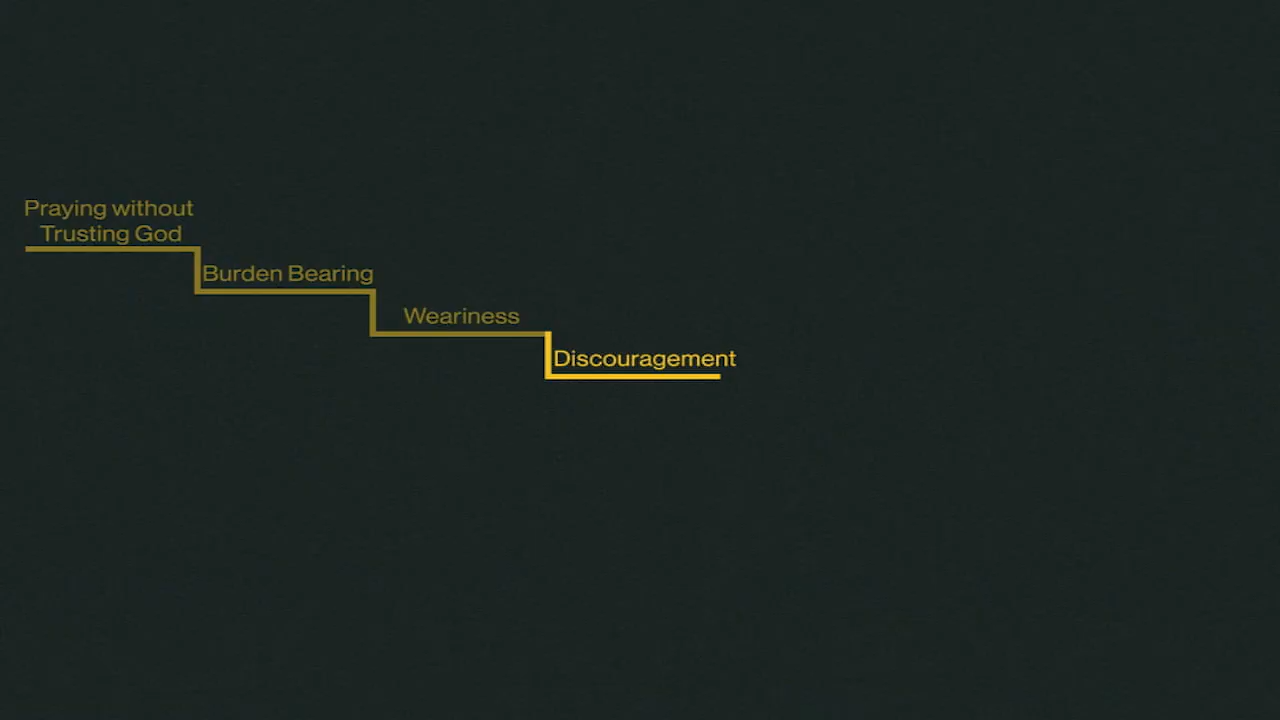 Praying without
Trusting God
Burden Bearing
Weariness
Discouragement